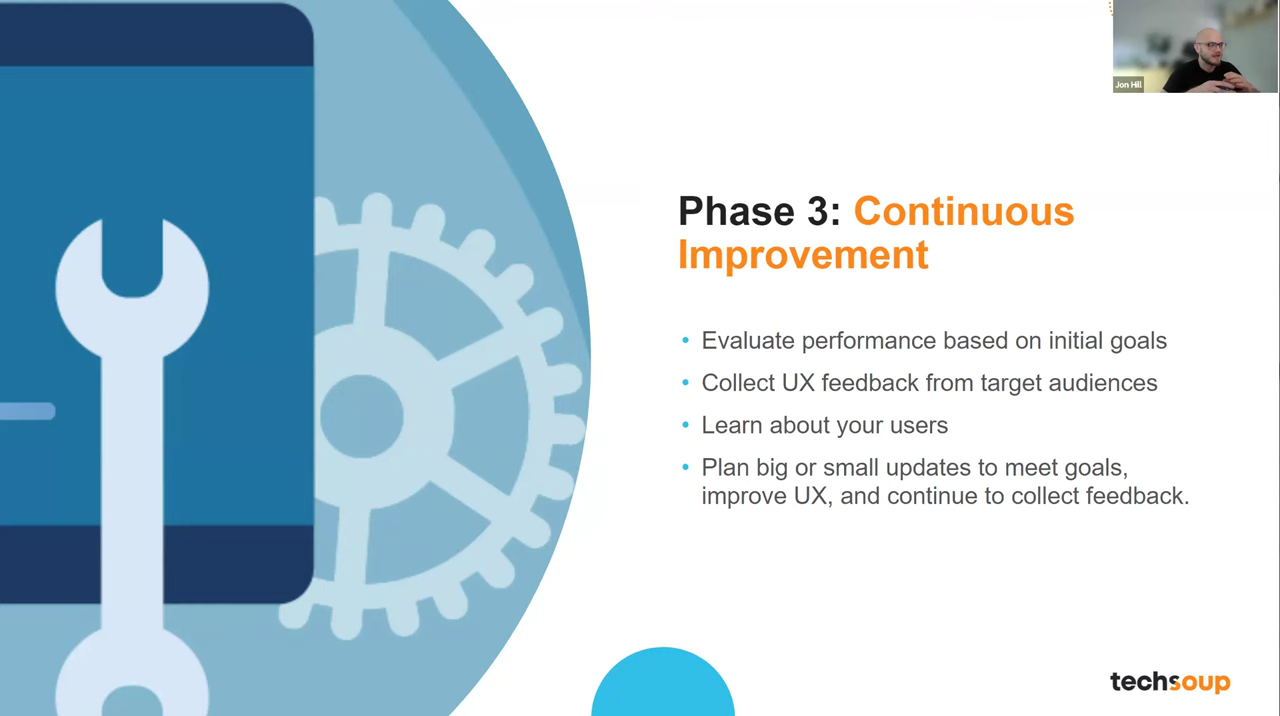 Jon Hill
Phase 3: Continuous
Improvement
• Evaluate performance based on initial goals
• Collect UX feedback from target audiences
• Learn about your users
• Plan big or small updates to meet goals,
improve UX, and continue to collect feedback.
techsoup